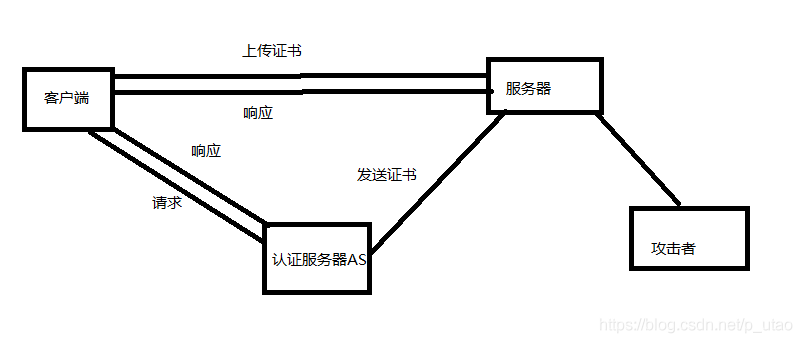 上传证书
客户端
服务器
响应
响应
发送证书
请求
认证服务器AS
攻击者
https://blog.csdn.net/p_utao